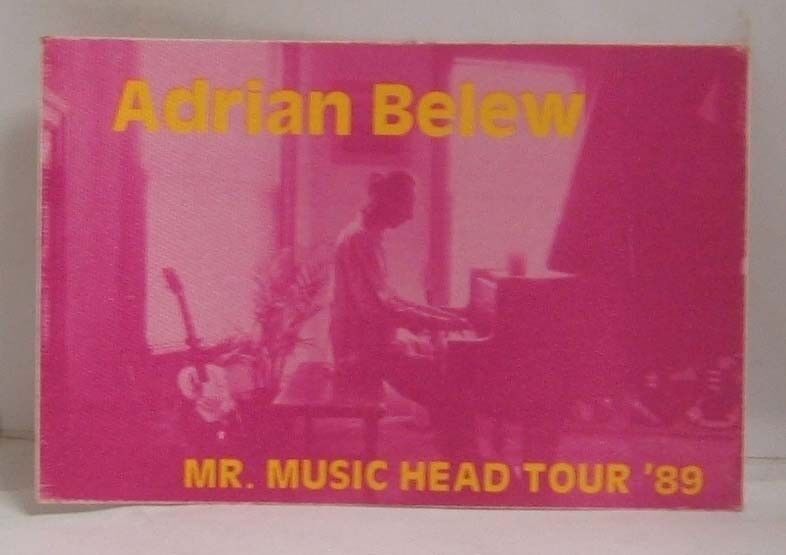 Adrian Belew
MR. MUSIC HEAD TOUR '89